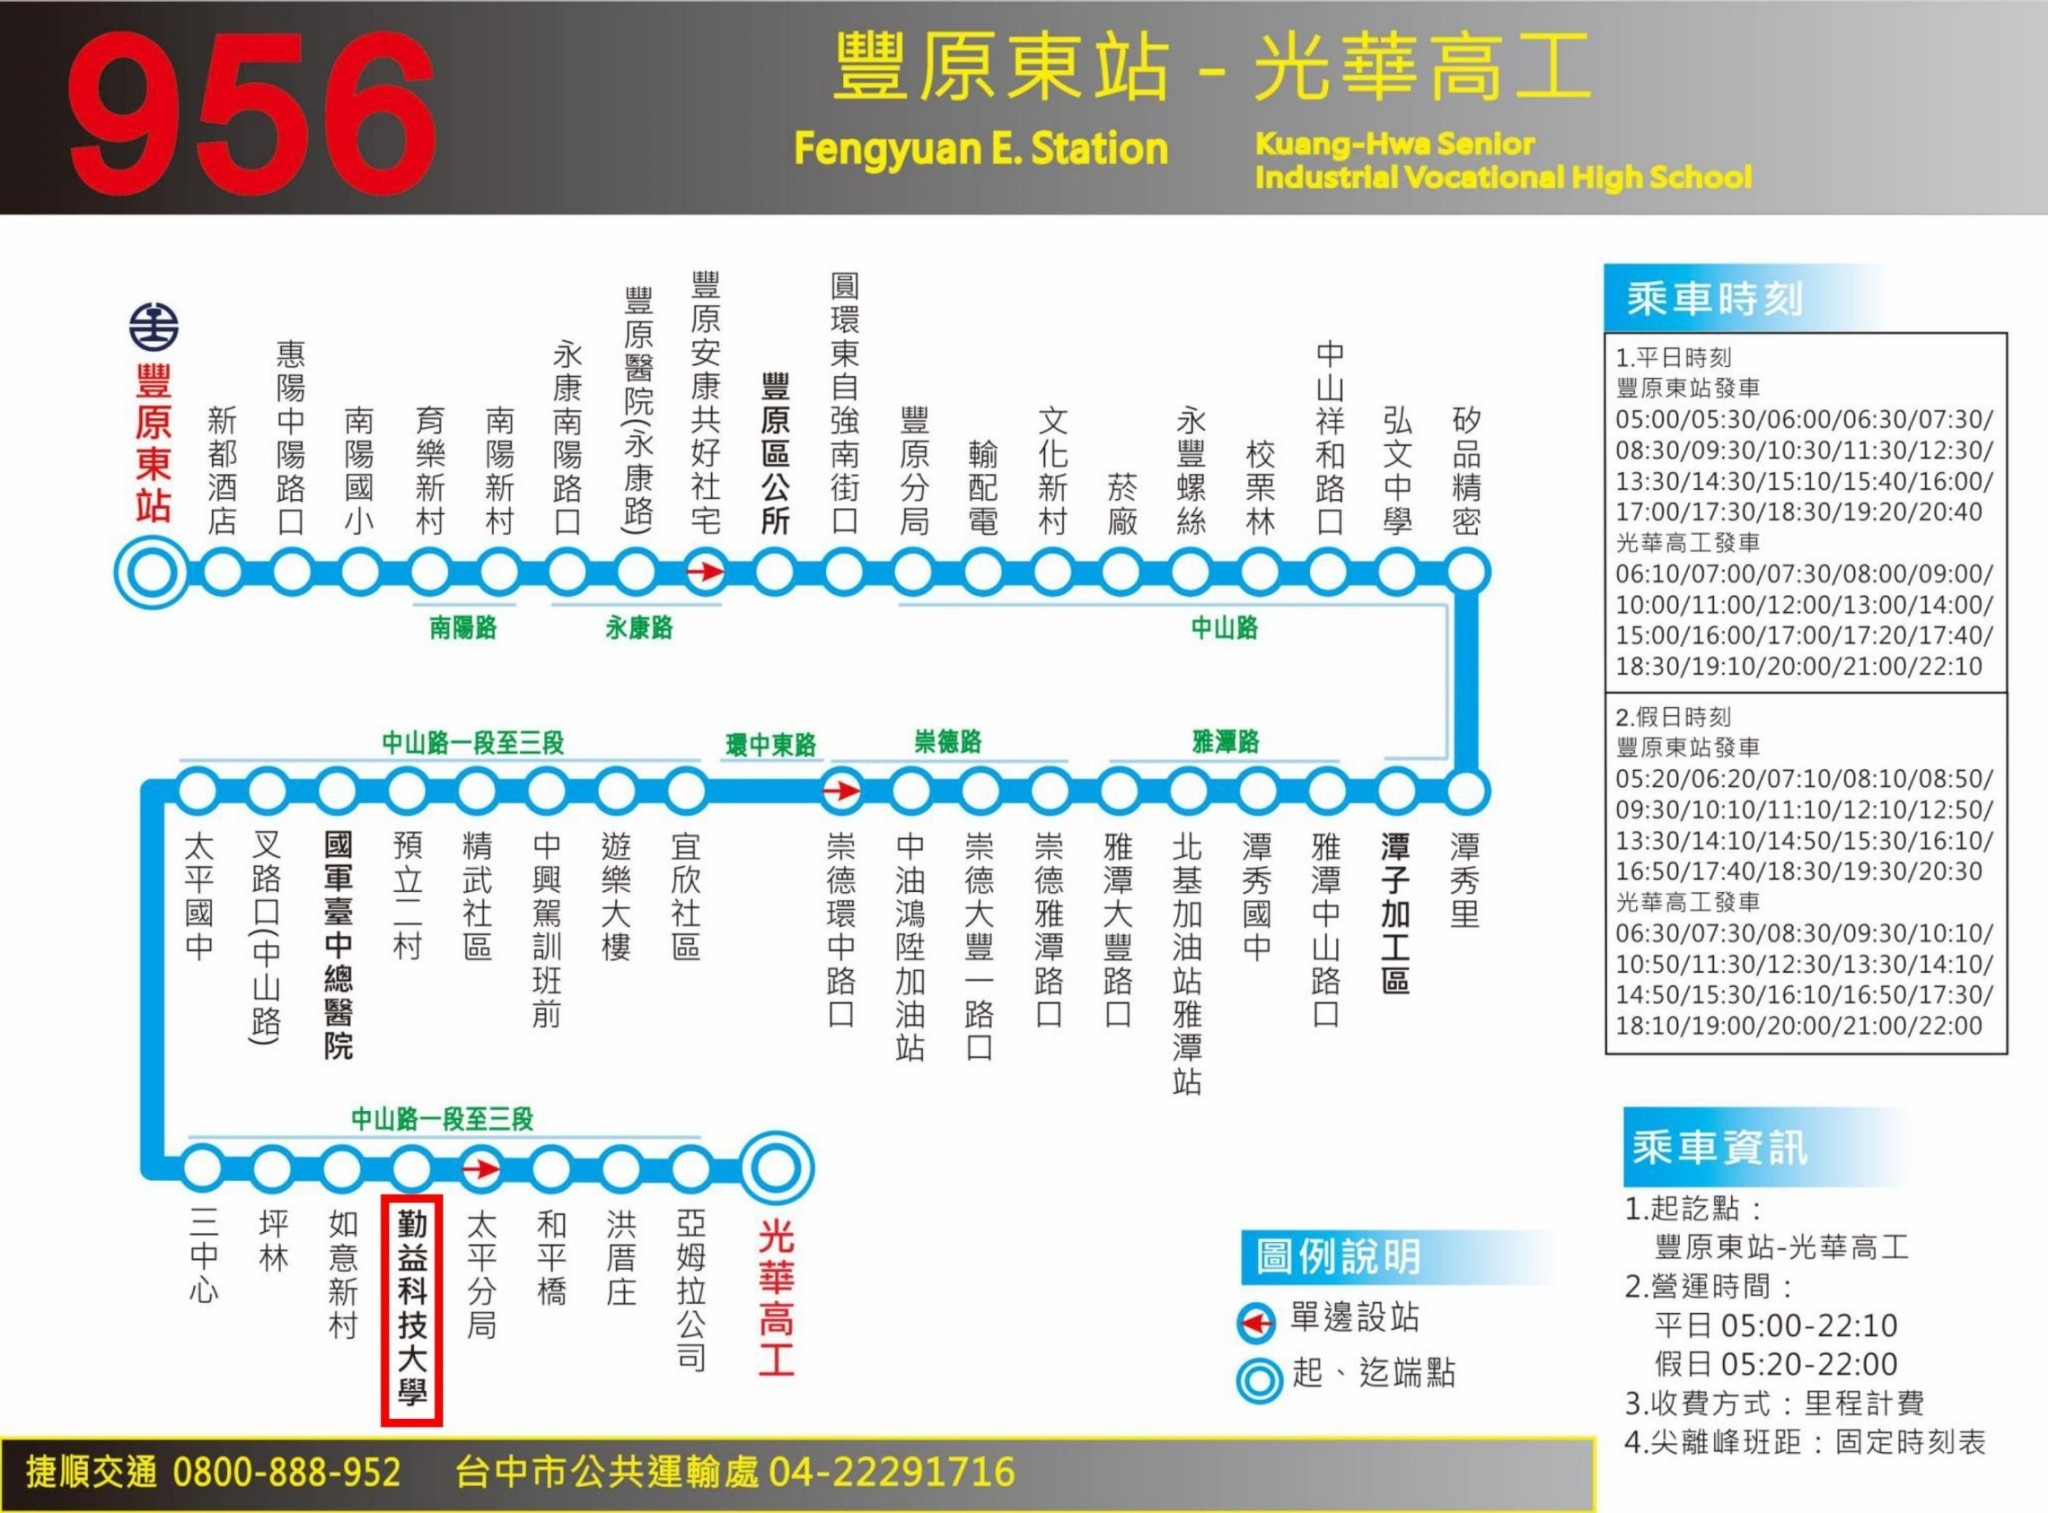 956
豐原東站 - 光華高工
Fengyuan E. Station
Kuang-Hwa Senior
Industrial Vocational High School
豐原東站
新都酒店
惠陽中陽路口
南陽國小
育樂新村
南陽新村
永康南陽路口
豐原醫院(永康路)
豐原安康共好社宅
豐原區公所
圓環東自強南街口
豐原分局
輸配電
文化新村
菸廠
永豐螺絲
校栗林
中山祥和路口
弘文中學
矽品精密
南陽路
永康路
中山路
中山路一段至三段
環中東路
崇德路
雅潭路
太平國中
叉路口(中山路)
國軍臺中總醫院
預立二村
精武社區
中興駕訓班前
遊樂大樓
宜欣社區
崇德環中路口
中油鴻陞加油站
崇德大豐一路口
崇德雅潭路口
雅潭大豐路口
北基加油站雅潭站
潭秀國中
雅潭中山路口
潭子加工區
潭秀里
中山路一段至三段
三中心
坪林
如意新村
勤益科技大學
太平分局
和平橋
洪厝庄
亞姆拉公司
光華高工
圖例說明
單邊設站
起、迄端點
乘車時刻
1.平日時刻
豐原東站發車
05:00/05:30/06:00/06:30/07:30/
08:30/09:30/10:30/11:30/12:30/
13:30/14:30/15:10/15:40/16:00/
17:00/17:30/18:30/19:20/20:40
光華高工發車
06:10/07:00/07:30/08:00/09:00/
10:00/11:00/12:00/13:00/14:00/
15:00/16:00/17:00/17:20/17:40/
18:30/19:10/20:00/21:00/22:10
2.假日時刻
豐原東站發車
05:20/06:20/07:10/08:10/08:50/
09:30/10:10/11:10/12:10/12:50/
13:30/14:10/14:50/15:30/16:10/
16:50/17:40/18:30/19:30/20:30
光華高工發車
06:30/07:30/08:30/09:30/10:10/
10:50/11:30/12:30/13:30/14:10/
14:50/15:30/16:10/16:50/17:30/
18:10/19:00/20:00/21:00/22:00
乘車資訊
1.起訖點：
豐原東站-光華高工
2.營運時間：
平日 05:00-22:10
假日 05:20-22:00
3.收費方式：里程計費
4.尖離峰班距：固定時刻表
捷順交通 0800-888-952 台中市公共運輸處 04-22291716